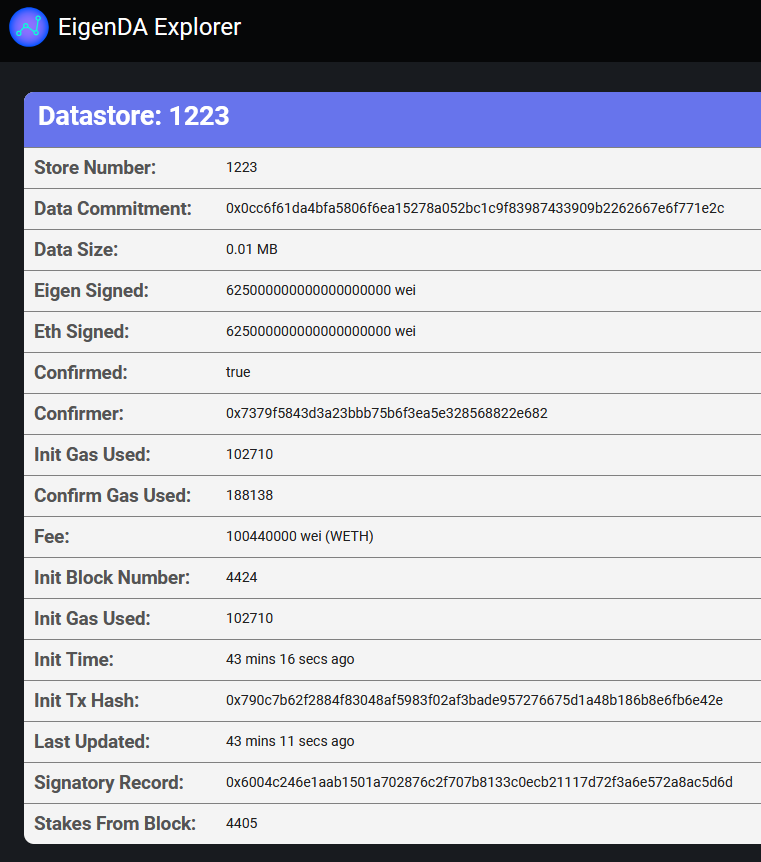 EigenDA Explorer
Datastore: 1223
Store Number: 1223
Data Commitment: 0x0cc6f61da4bfa5806f6ea15278a052bc1c9f83987433909b2262667e6f771e2c
Data Size: 0.01 MB
Eigen Signed: 625000000000000000000 wei
Eth Signed: 625000000000000000000 wei
Confirmed: true
Confirmer: 0x7379f5843d3a23bbb75b6f3ea5e328568822e682
Init Gas Used: 102710
Confirm Gas Used: 188138
Fee: 100440000 wei (WETH)
Init Block Number: 4424
Init Gas Used: 102710
Init Time: 43 mins 16 secs ago
Init Tx Hash: 0x790c7b62f2884f83048af5983f02af3bade957276675d1a48b186b8e6fb6e42e
Last Updated: 43 mins 11 secs ago
Signatory Record: 0x6004c246e1aab1501a702876c2f707b8133c0ecb21117d72f3a6e572a8ac5d6d
Stakes From Block: 4405